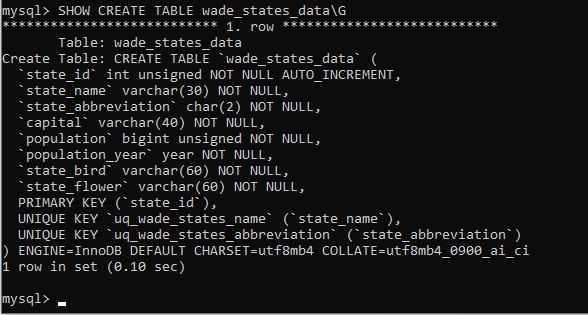 mysql> SHOW CREATE TABLE wade_states_data\G
*************************** 1. row ***************************
       Table: wade_states_data
Create Table: CREATE TABLE `wade_states_data` (
  `state_id` int unsigned NOT NULL AUTO_INCREMENT,
  `state_name` varchar(30) NOT NULL,
  `state_abbreviation` char(2) NOT NULL,
  `capital` varchar(40) NOT NULL,
  `population` bigint unsigned NOT NULL,
  `population_year` year NOT NULL,
  `state_bird` varchar(60) NOT NULL,
  `state_flower` varchar(60) NOT NULL,
  PRIMARY KEY (`state_id`),
  UNIQUE KEY `uq_wade_states_name` (`state_name`),
  UNIQUE KEY `uq_wade_states_abbreviation` (`state_abbreviation`)
) ENGINE=InnoDB DEFAULT CHARSET=utf8mb4 COLLATE=utf8mb4_0900_ai_ci
1 row in set (0.10 sec)

mysql> _